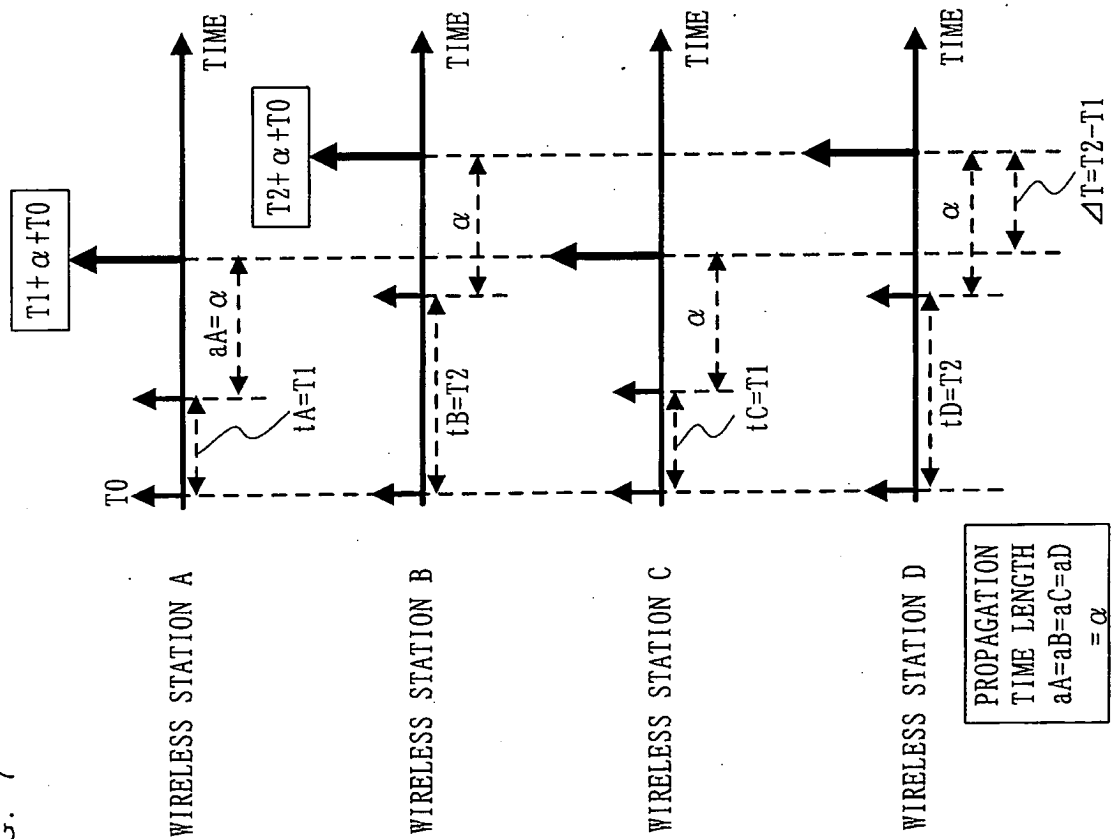 G. 7
WIRELESS STATION A
T0
tA=T1
aA=α
T1+α+T0
TIME
WIRELESS STATION B
tB=T2
α
T2+α+T0
TIME
WIRELESS STATION C
tC=T1
α
TIME
WIRELESS STATION D
tD=T2
α
⊿T=T2-T1
TIME
PROPAGATION
TIME LENGTH
aA=aB=aC=aD
=α